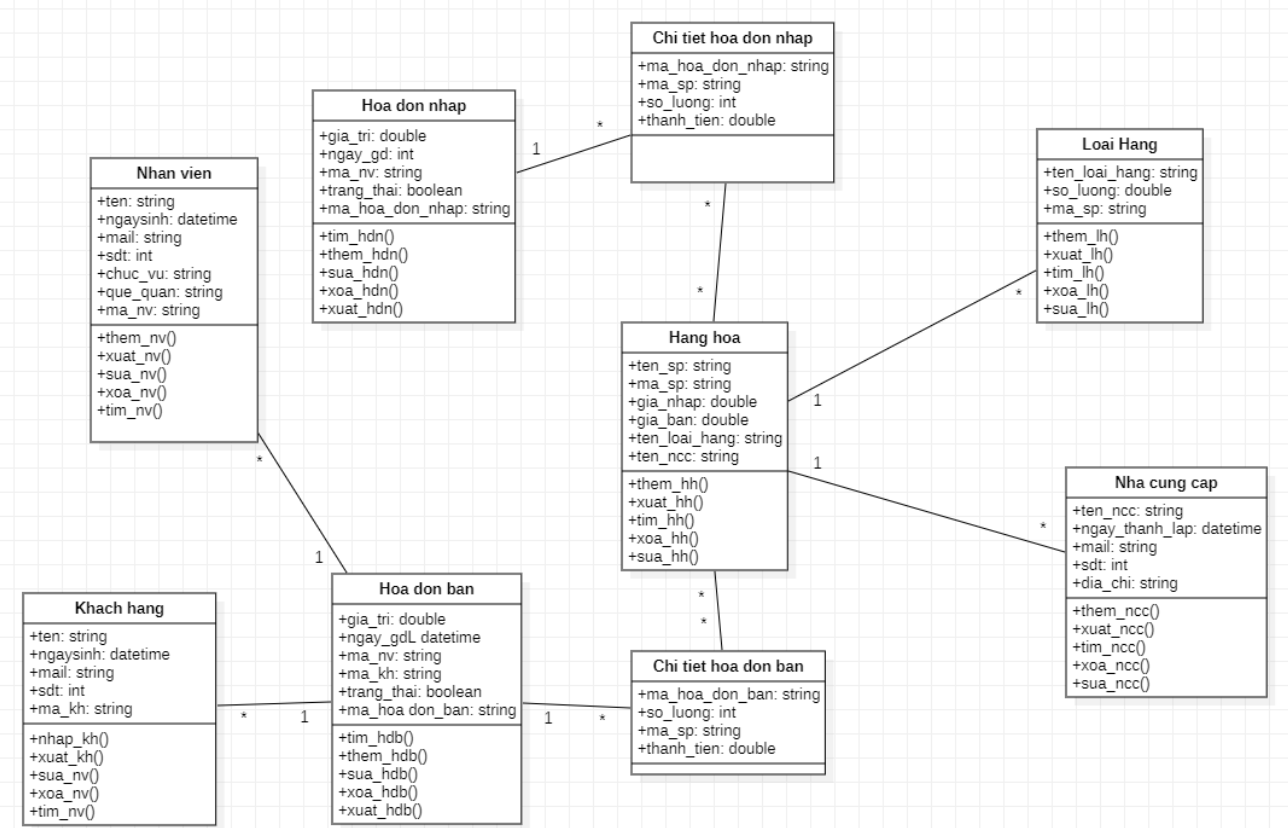 Chi tiet hoa don nhap
+ma_hoa_don_nhap: string
+ma_sp: string
+so_luong: int
+thanh_tien: double
Hoa don nhap
+gia_tri: double
+ngay_gd: int
+ma_nv: string
+trang_thai: boolean
+ma_hoa_don_nhap: string
+tim_hdn()
+them_hdn()
+sua_hdn()
+xoa_hdn()
+xuat_hdn()
1
*
*
*
Loai Hang
+ten_loai_hang: string
+so_luong: double
+ma_sp: string
+them_lh()
+xuat_lh()
+tim_lh()
+xoa_lh()
+sua_lh()
Nhan vien
+ten: string
+ngaysinh: datetime
+mail: string
+sdt: int
+chuc_vu: string
+que_quan: string
+ma_nv: string
+them_nv()
+xuat_nv()
+sua_nv()
+xoa_nv()
+tim_nv()
Hang hoa
+ten_sp: string
+ma_sp: string
+gia_nhap: double
+gia_ban: double
+ten_loai_hang: string
+ten_ncc: string
+them_hh()
+xuat_hh()
+tim_hh()
+xoa_hh()
+sua_hh()
1
*
1
*
Nha cung cap
+ten_ncc: string
+ngay_thanh_lap: datetime
+mail: string
+sdt: int
+dia_chi: string
+them_ncc()
+xuat_ncc()
+tim_ncc()
+xoa_ncc()
+sua_ncc()
*
1
Khach hang
+ten: string
+ngaysinh: datetime
+mail: string
+sdt: int
+ma_kh: string
+nhap_kh()
+xuat_kh()
+sua_nv()
+xoa_nv()
+tim_nv()
*
1
Hoa don ban
+gia_tri: double
+ngay_gdL datetime
+ma_nv: string
+ma_kh: string
+trang_thai: boolean
+ma_hoa don_ban: string
+tim_hdb()
+them_hdb()
+sua_hdb()
+xoa_hdb()
+xuat_hdb()
1
*
*
*
Chi tiet hoa don ban
+ma_hoa_don_ban: string
+so_luong: int
+ma_sp: string
+thanh_tien: double